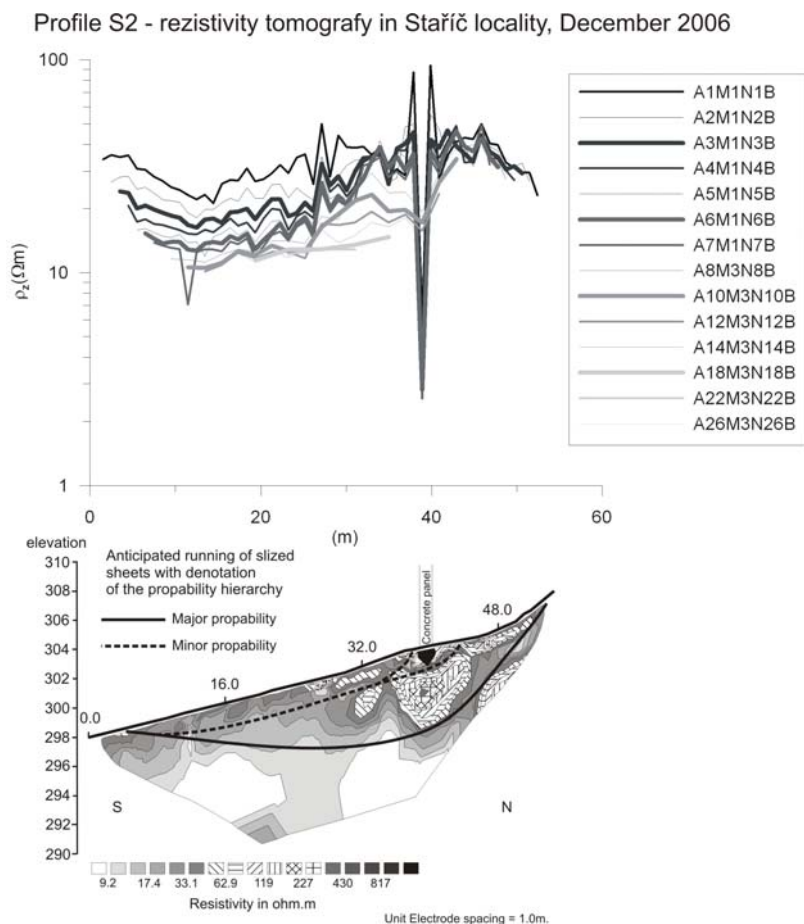 Profile S2 - rezistivity tomografy in Staříč locality, December 2006
100
10
1
ρz(Ωm)
0
20
40
60
(m)
A1M1N1B
A2M1N2B
A3M1N3B
A4M1N4B
A5M1N5B
A6M1N6B
A7M1N7B
A8M3N8B
A10M3N10B
A12M3N12B
A14M3N14B
A18M3N18B
A22M3N22B
A26M3N26B
elevation
310
308
306
304
302
300
298
296
294
292
290
Anticipated running of slized
sheets with denotation
of the propability hierarchy
Major propability
Minor propability
Concrete panel
0.0
16.0
32.0
48.0
S
N
9.2
17.4
33.1
62.9
119
227
430
817
Resistivity in ohm.m
Unit Electrode spacing = 1.0m.